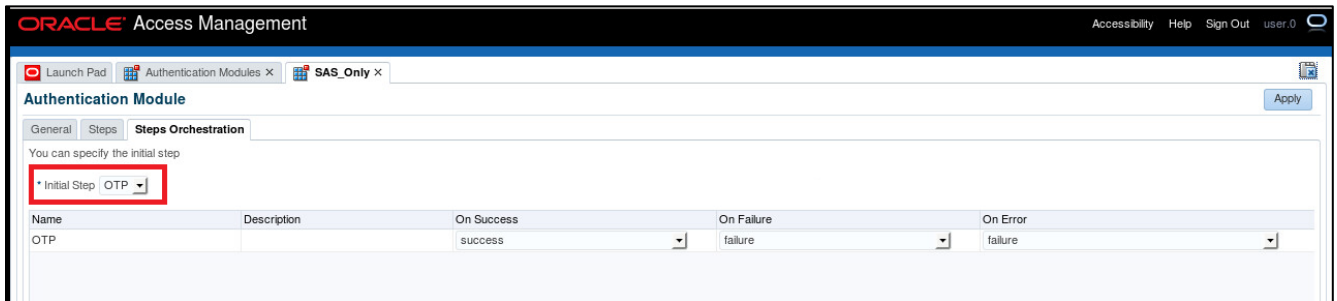 ORACLE Access Management Accessibility Help Sign Out user.0
Launch Pad Authentication Modules × SAS_Only ×
Authentication Module Apply
General Steps Steps Orchestration
You can specify the initial step
* Initial Step OTP
Name Description On Success On Failure On Error
OTP success failure failure